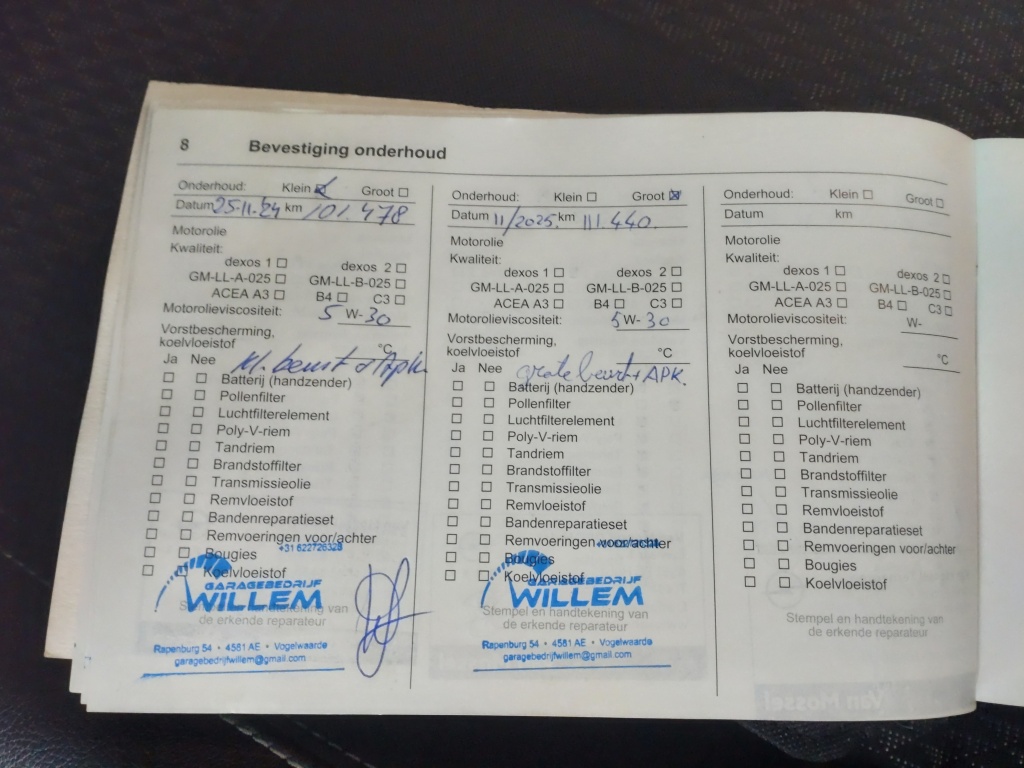 8 Bevestiging onderhoud
Onderhoud: Klein Groot
Datum 25-11-24 km 101.478
Motorolie
Kwaliteit:
dexos 1 dexos 2
GM-LL-A-025 GM-LL-B-025
ACEA A3 B4 C3
Motorolieviscositeit: 5 W-30
Vorstbescherming,
koelvloeistof °C
Ja Nee kl. beurt + Apk
Batterij (handzender)
Pollenfilter
Luchtfilterelement
Poly-V-riem
Tandriem
Brandstoffilter
Transmissieolie
Remvloeistof
Bandenreparatieset
Remvoeringen voor/achter
Bougies +31 622726328
Koelvloeistof
GARAGEBEDRIJF
WILLEM
Stempel en handtekening van
de erkende reparateur
Rapenburg 54 • 4581 AE • Vogelwaarde
garagebedrijfwillem@gmail.com
Onderhoud: Klein Groot
Datum 11/2025 km 111.440.
Motorolie
Kwaliteit:
dexos 1 dexos 2
GM-LL-A-025 GM-LL-B-025
ACEA A3 B4 C3
Motorolieviscositeit: 5 W-30
Vorstbescherming,
koelvloeistof °C
Ja Nee grote beurt + APK.
Batterij (handzender)
Pollenfilter
Luchtfilterelement
Poly-V-riem
Tandriem
Brandstoffilter
Transmissieolie
Remvloeistof
Bandenreparatieset
Remvoeringen voor/achter
Bougies
Koelvloeistof
GARAGEBEDRIJF
WILLEM
Stempel en handtekening van
de erkende reparateur
Rapenburg 54 • 4581 AE • Vogelwaarde
garagebedrijfwillem@gmail.com
Onderhoud: Klein Groot
Datum km
Motorolie
Kwaliteit:
dexos 1 dexos 2
GM-LL-A-025 GM-LL-B-025
ACEA A3 B4 C3
Motorolieviscositeit: W-
Vorstbescherming,
koelvloeistof °C
Ja Nee
Batterij (handzender)
Pollenfilter
Luchtfilterelement
Poly-V-riem
Tandriem
Brandstoffilter
Transmissieolie
Remvloeistof
Bandenreparatieset
Remvoeringen voor/achter
Bougies
Koelvloeistof
Stempel en handtekening van
de erkende reparateur